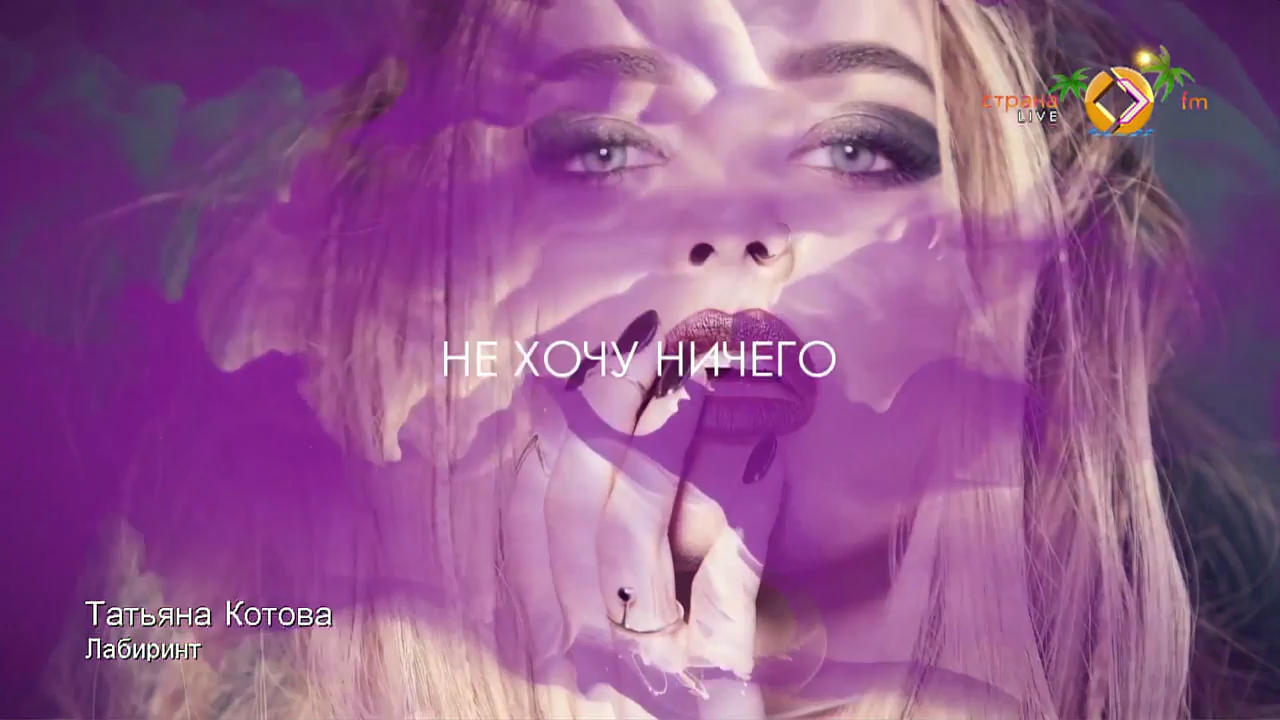 страна fm
LIVE
НЕ ХОЧУ НИЧЕГО
Татьяна Котова
Лабиринт